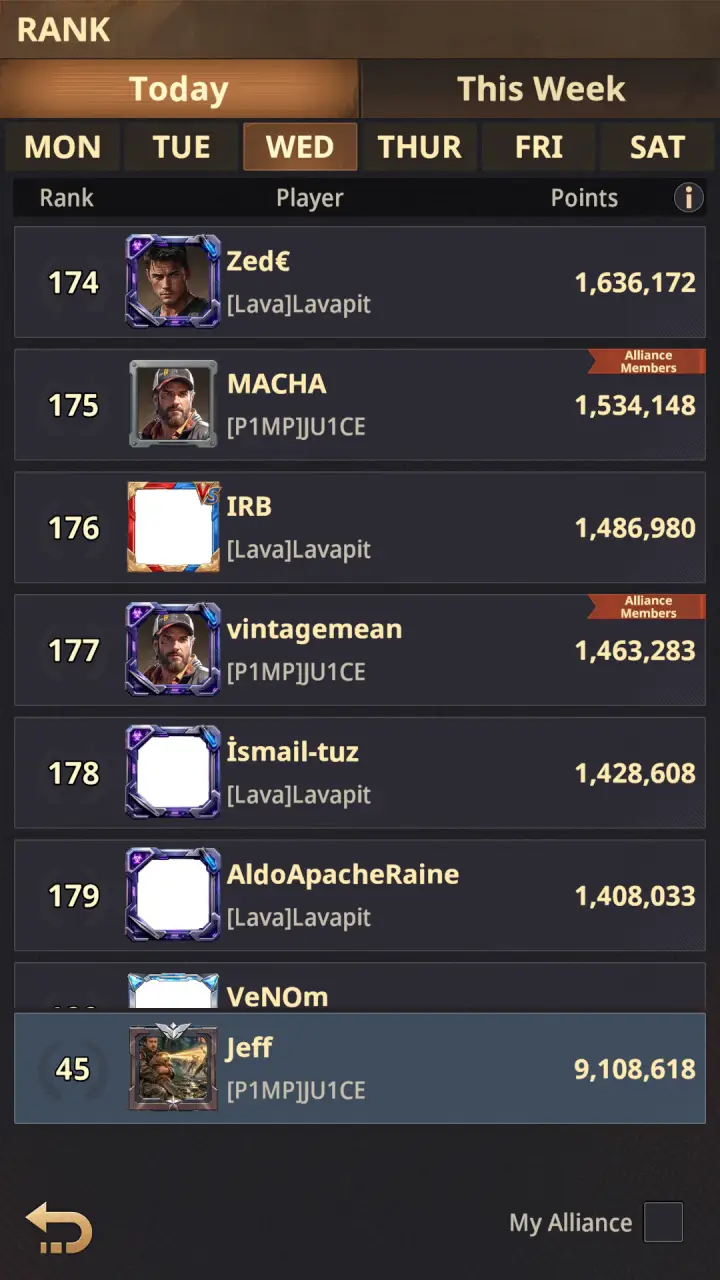 RANK
Today
This Week
MON
TUE
WED
THUR
FRI
SAT
Rank
Player
Points
174
Zed€
[Lava]Lavapit
1,636,172
175
MACHA
[P1MP]JU1CE
Alliance
Members
1,534,148
176
VS
IRB
[Lava]Lavapit
1,486,980
177
vintagemean
[P1MP]JU1CE
Alliance
Members
1,463,283
178
İsmail-tuz
[Lava]Lavapit
1,428,608
179
AldoApacheRaine
[Lava]Lavapit
1,408,033
VeNOm
45
Jeff
[P1MP]JU1CE
9,108,618
My Alliance